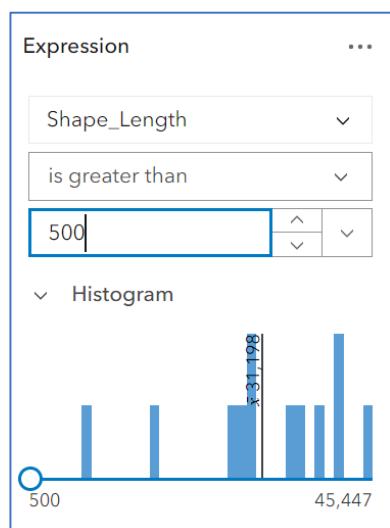 Expression
Shape_Length
is greater than
500
Histogram
x̄ 31,198
500 45,447